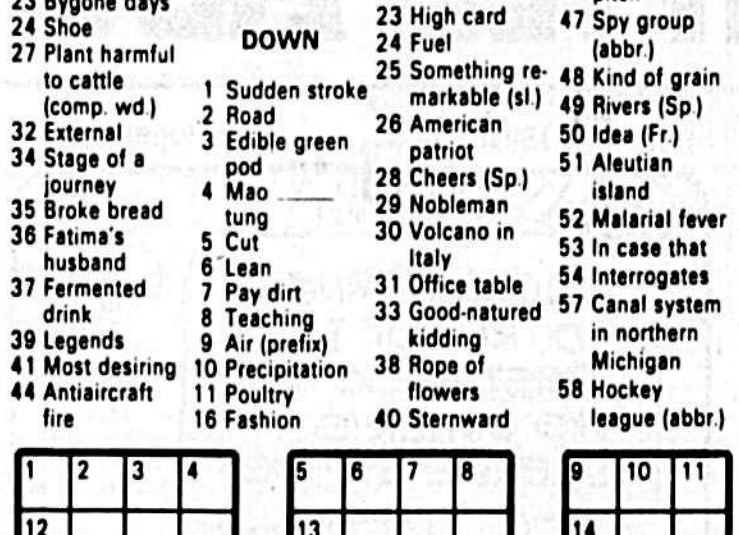 23 Bygone days
24 Shoe
27 Plant harmful
to cattle
(comp. wd.)
32 External
34 Stage of a
journey
35 Broke bread
36 Fatima's
husband
37 Fermented
drink
39 Legends
41 Most desiring
44 Antiaircraft
fire
DOWN
1 Sudden stroke
2 Road
3 Edible green
pod
4 Mao ____
tung
5 Cut
6 Lean
7 Pay dirt
8 Teaching
9 Air (prefix)
10 Precipitation
11 Poultry
16 Fashion
23 High card
24 Fuel
25 Something re-
markable (sl.)
26 American
patriot
28 Cheers (Sp.)
29 Nobleman
30 Volcano in
Italy
31 Office table
33 Good-natured
kidding
38 Rope of
flowers
40 Sternward
47 Spy group
(abbr.)
48 Kind of grain
49 Rivers (Sp.)
50 Idea (Fr.)
51 Aleutian
island
52 Malarial fever
53 In case that
54 Interrogates
57 Canal system
in northern
Michigan
58 Hockey
league (abbr.)
1 2 3 4 5 6 7 8 9 10 11
12 13 14